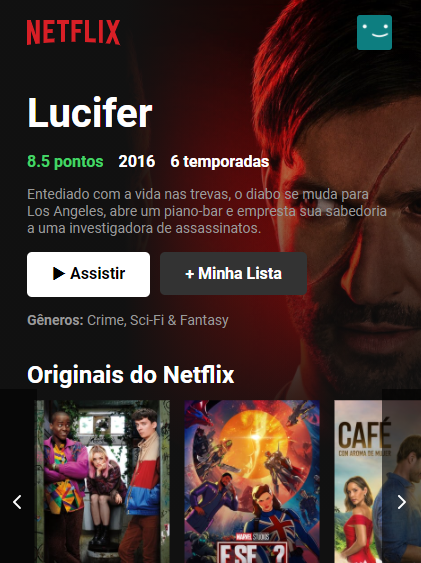 NETFLIX
Lucifer
8.5 pontos 2016 6 temporadas
Entediado com a vida nas trevas, o diabo se muda para
Los Angeles, abre um piano-bar e empresta sua sabedoria
a uma investigadora de assassinatos.
▶ Assistir + Minha Lista
Gêneros: Crime, Sci-Fi & Fantasy
Originais do Netflix
CAFÉ
CON AROMA DE MUJER
MARVEL STUDIOS
E SE...?